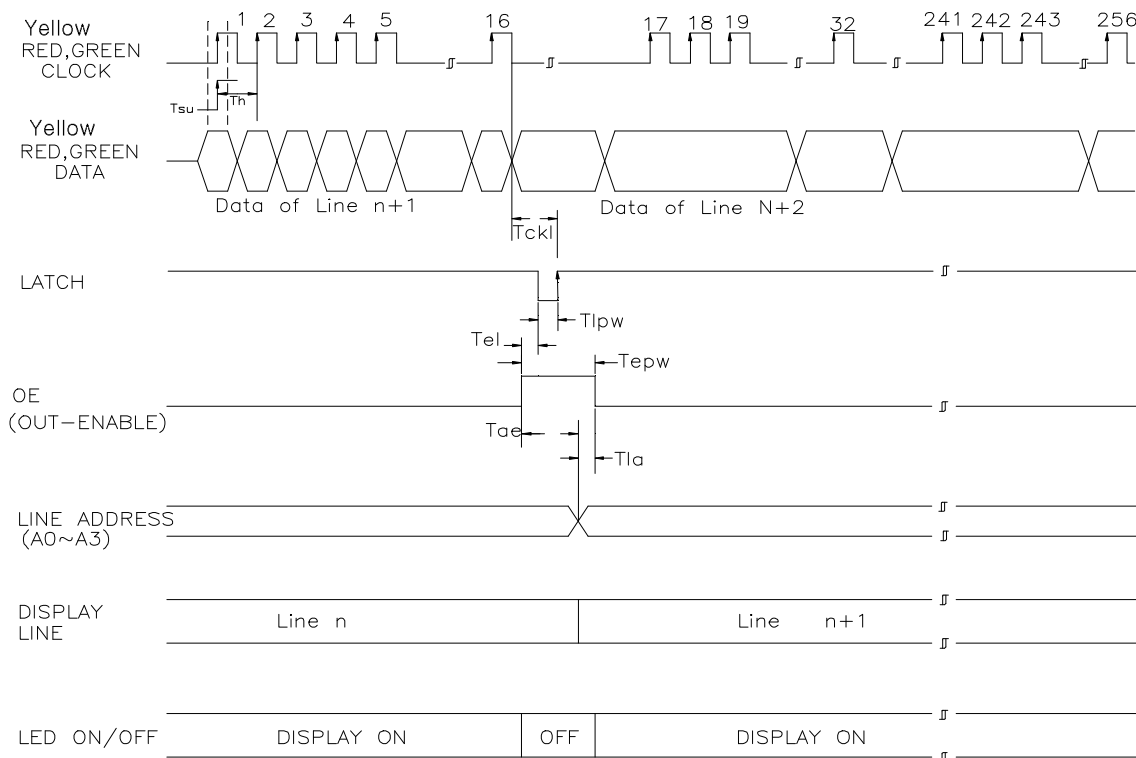 Yellow
RED,GREEN
CLOCK
1 2 3 4 5 16 17 18 19 32 241 242 243 256
Tsu
Th
Yellow
RED,GREEN
DATA
Data of Line n+1
Data of Line N+2
Tckl
LATCH
Tlpw
Tel
Tepw
OE
(OUT-ENABLE)
Tae
Tla
LINE ADDRESS
(A0~A3)
DISPLAY
LINE
Line n
Line n+1
LED ON/OFF
DISPLAY ON
OFF
DISPLAY ON